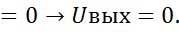 = 0 → Uвых = 0.